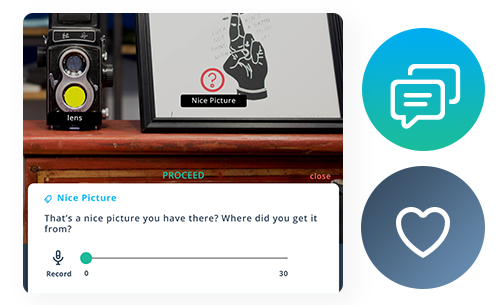 Nice Picture
lens
PROCEED
close
Nice Picture
That's a nice picture you have there? Where did you get it
from?
Record
0
30